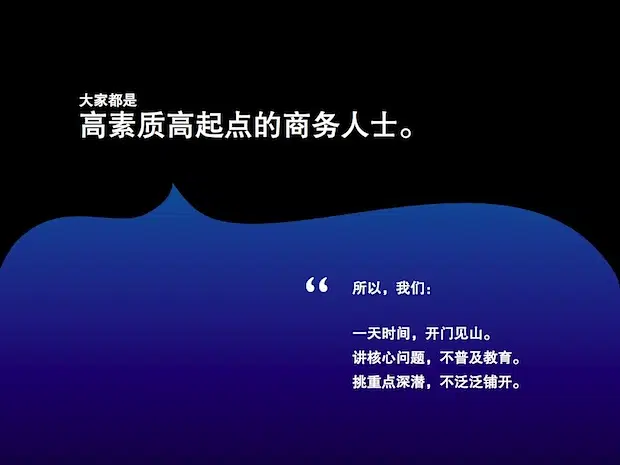 大家都是
高素质高起点的商务人士。
“ 所以，我们：
一天时间，开门见山。
讲核心问题，不普及教育。
挑重点深潜，不泛泛铺开。